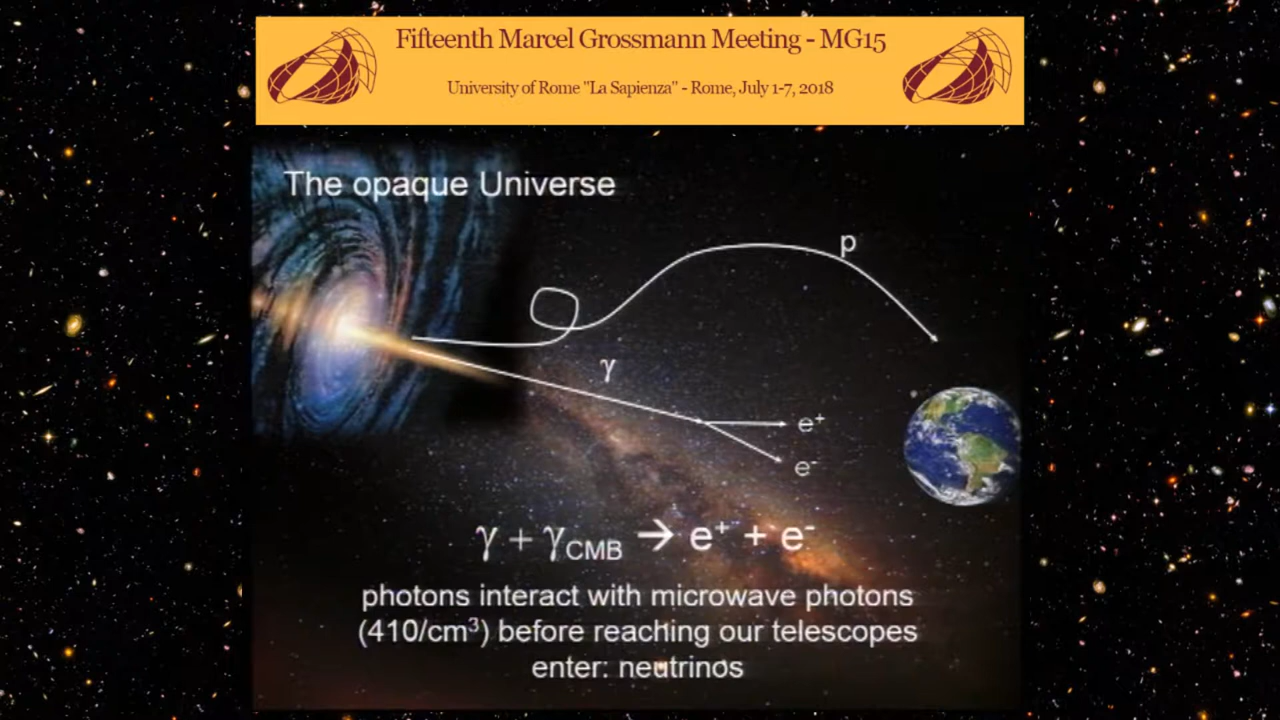 Fifteenth Marcel Grossmann Meeting - MG15
University of Rome "La Sapienza" - Rome, July 1-7, 2018
The opaque Universe
p
γ
e⁺
e⁻
γ + γCMB → e⁺ + e⁻
photons interact with microwave photons
(410/cm³) before reaching our telescopes
enter: neutrinos